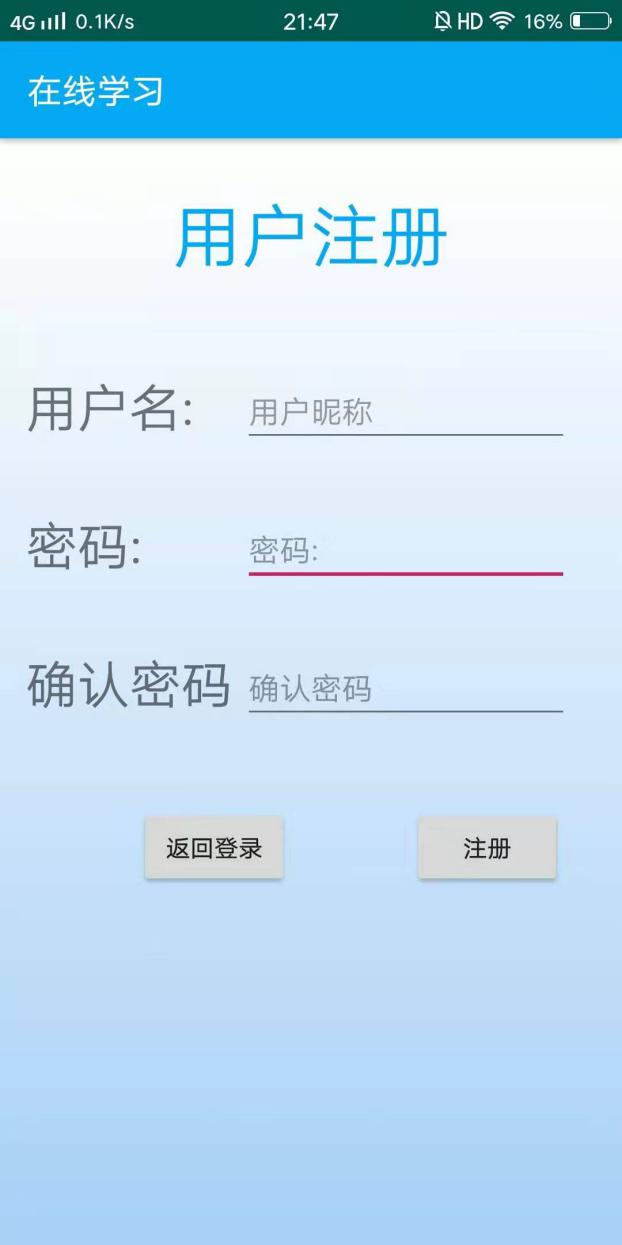 4G 0.1K/s 21:47 HD 16%
在线学习
用户注册
用户名: 用户昵称
密码: 密码:
确认密码 确认密码
返回登录 注册